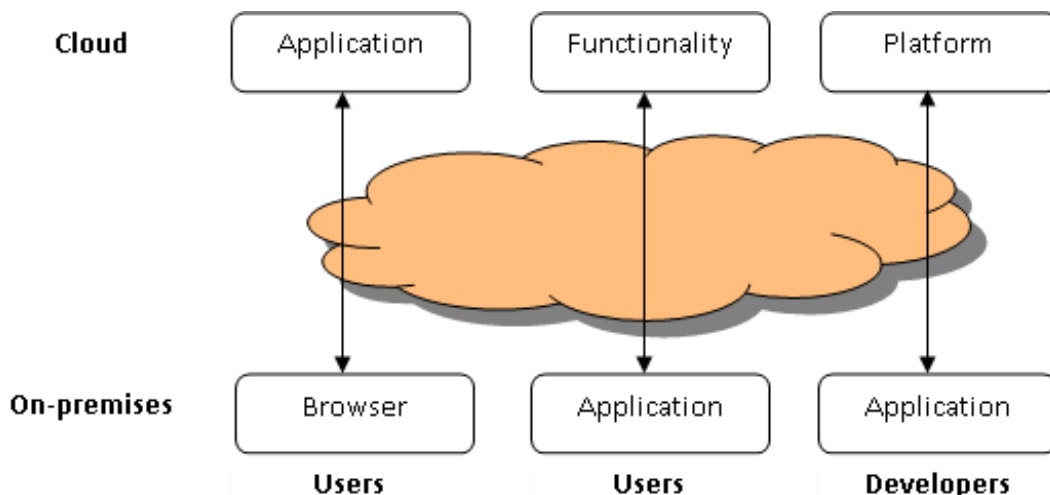 Cloud Application Functionality Platform
On-premises Browser Application Application
Users Users Developers